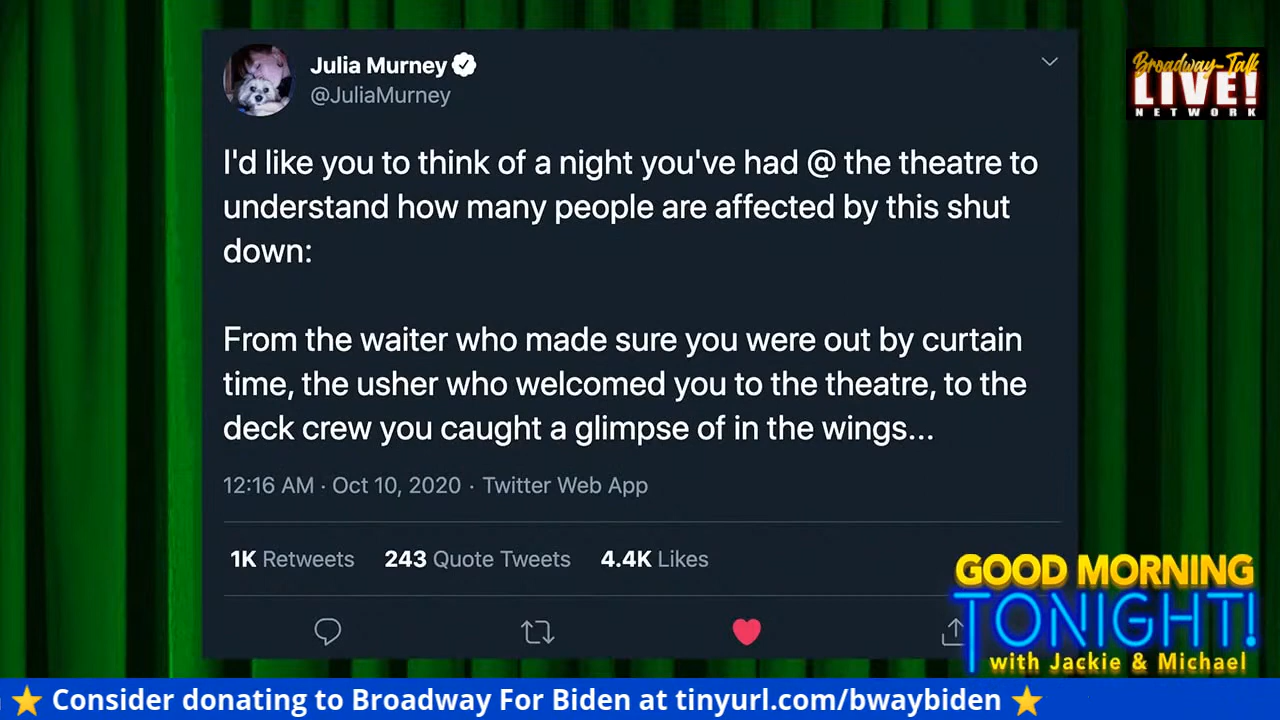 Julia Murney
@JuliaMurney
Broadway-Talk
LIVE!
NETWORK
I'd like you to think of a night you've had @ the theatre to
understand how many people are affected by this shut
down:
From the waiter who made sure you were out by curtain
time, the usher who welcomed you to the theatre, to the
deck crew you caught a glimpse of in the wings...
12:16 AM · Oct 10, 2020 · Twitter Web App
1K Retweets 243 Quote Tweets 4.4K Likes
GOOD MORNING
TONIGHT!
with Jackie & Michael
⭐ Consider donating to Broadway For Biden at tinyurl.com/bwaybiden ⭐